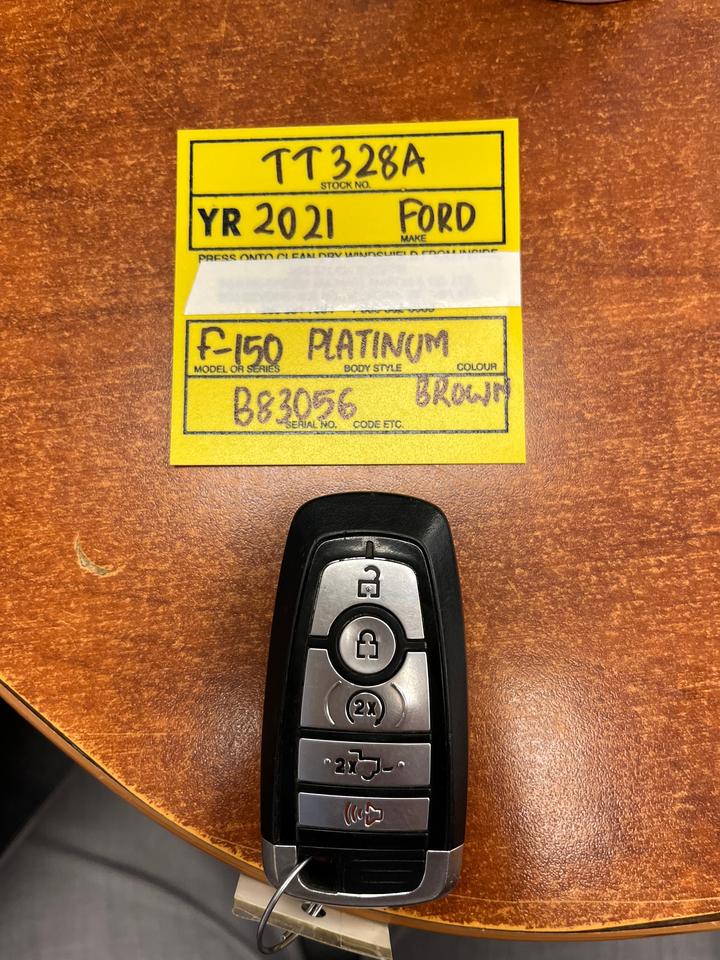 TT328A
STOCK NO.
YR 2021 FORD
MAKE
PRESS ONTO CLEAN DRY WINDSHIELD FROM INSIDE
F-150 PLATINUM
MODEL OR SERIES BODY STYLE COLOUR
B83056 BROWN
SERIAL NO. CODE ETC.
2x
2x